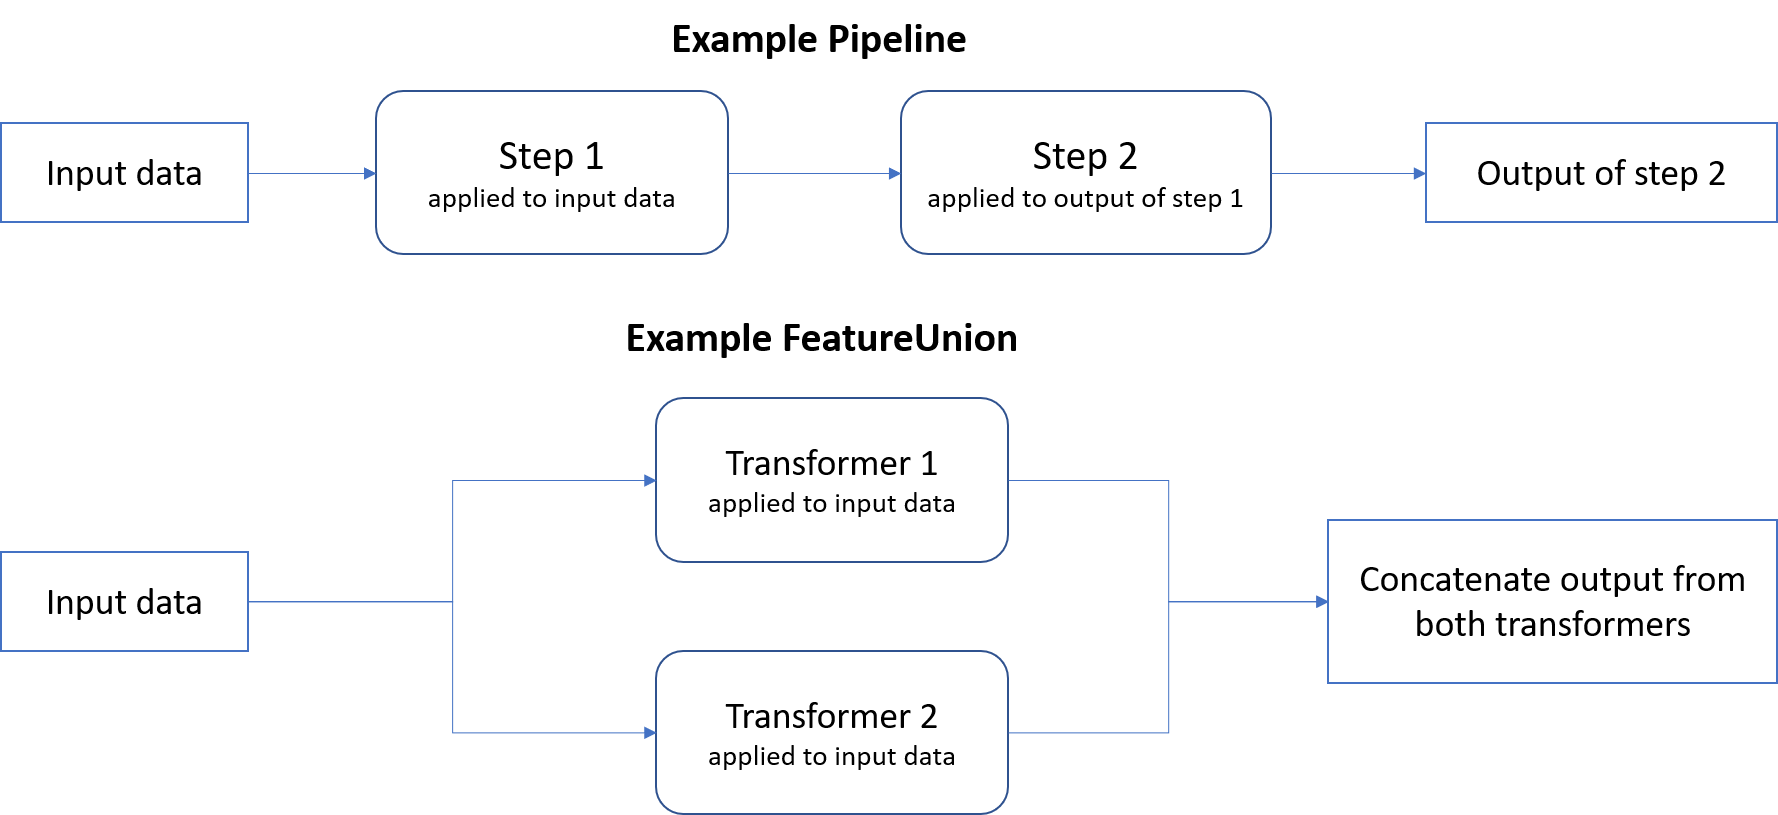 Example Pipeline
Input data
Step 1
applied to input data
Step 2
applied to output of step 1
Output of step 2
Example FeatureUnion
Input data
Transformer 1
applied to input data
Transformer 2
applied to input data
Concatenate output from
both transformers